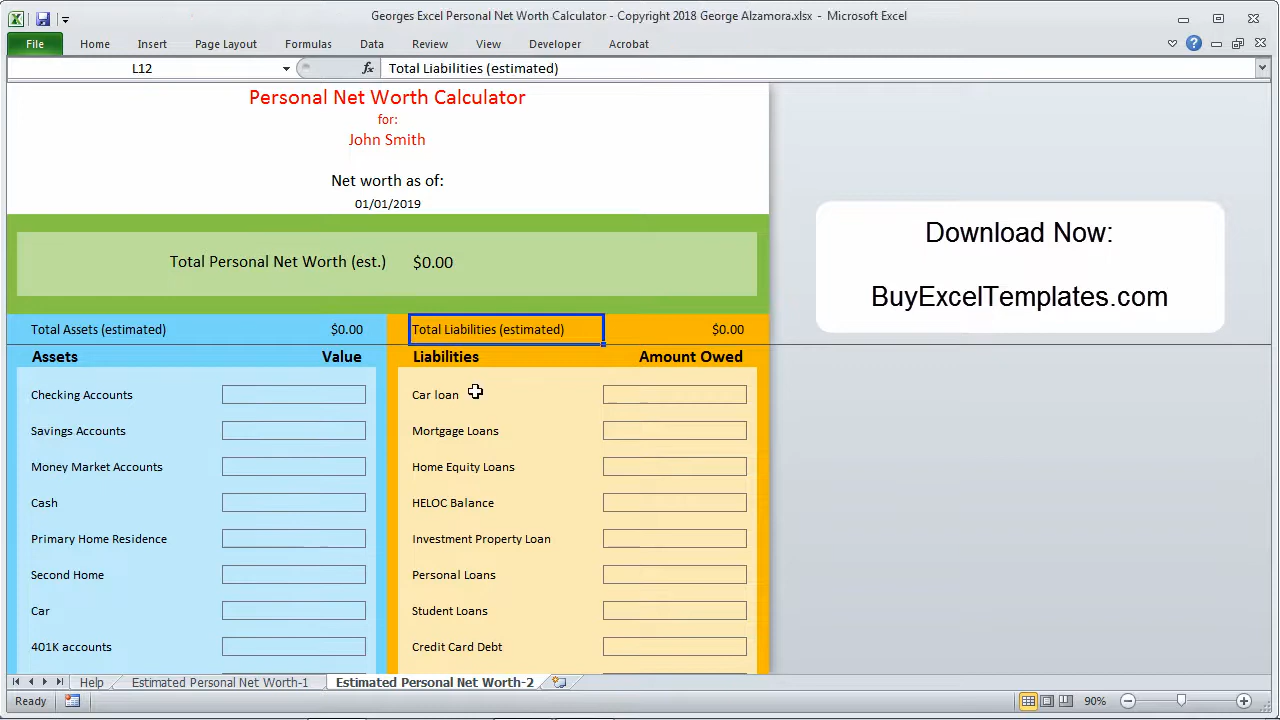 Georges Excel Personal Net Worth Calculator - Copyright 2018 George Alzamora.xlsx - Microsoft Excel
File Home Insert Page Layout Formulas Data Review View Developer Acrobat
L12 fx Total Liabilities (estimated)
Personal Net Worth Calculator
for:
John Smith
Net worth as of:
01/01/2019
Total Personal Net Worth (est.) $0.00
Download Now:
BuyExcelTemplates.com
Total Assets (estimated) $0.00 Total Liabilities (estimated) $0.00
Assets Value Liabilities Amount Owed
Checking Accounts Car loan
Savings Accounts Mortgage Loans
Money Market Accounts Home Equity Loans
Cash HELOC Balance
Primary Home Residence Investment Property Loan
Second Home Personal Loans
Car Student Loans
401K accounts Credit Card Debt
Help Estimated Personal Net Worth-1 Estimated Personal Net Worth-2
Ready 90%